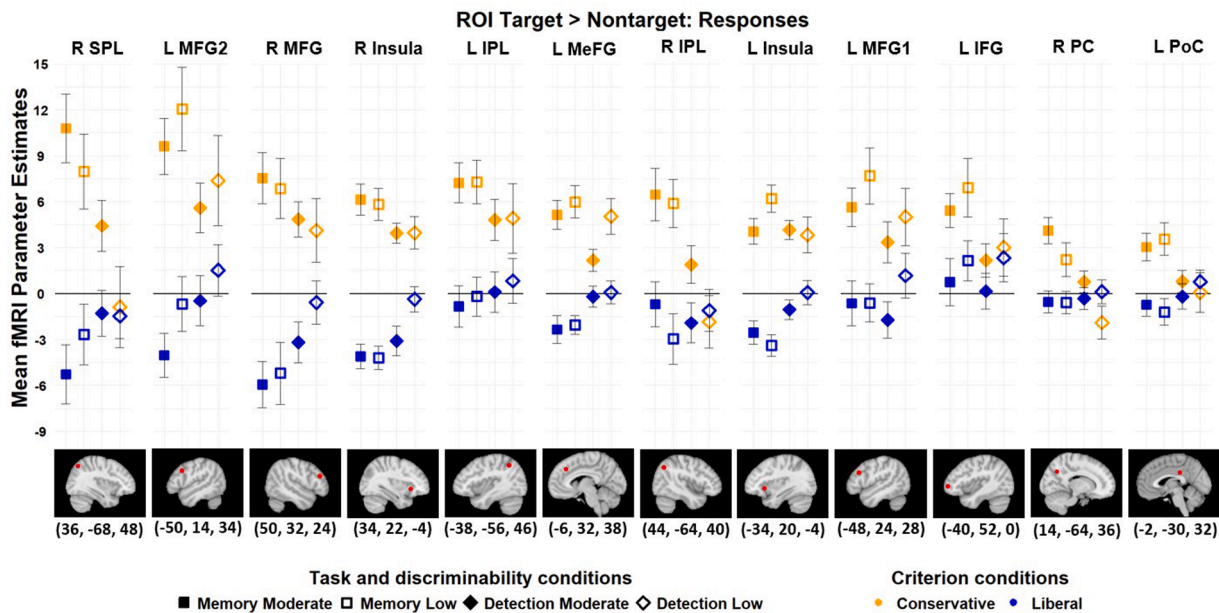 ROI Target > Nontarget: Responses
R SPL L MFG2 R MFG R Insula L IPL L MeFG R IPL L Insula L MFG1 L IFG R PC L PoC
Mean fMRI Parameter Estimates
15
12
9
6
3
0
-3
-6
-9
(36, -68, 48) (-50, 14, 34) (50, 32, 24) (34, 22, -4) (-38, -56, 46) (-6, 32, 38) (44, -64, 40) (-34, 20, -4) (-48, 24, 28) (-40, 52, 0) (14, -64, 36) (-2, -30, 32)
Task and discriminability conditions Criterion conditions
Memory Moderate Memory Low Detection Moderate Detection Low Conservative Liberal